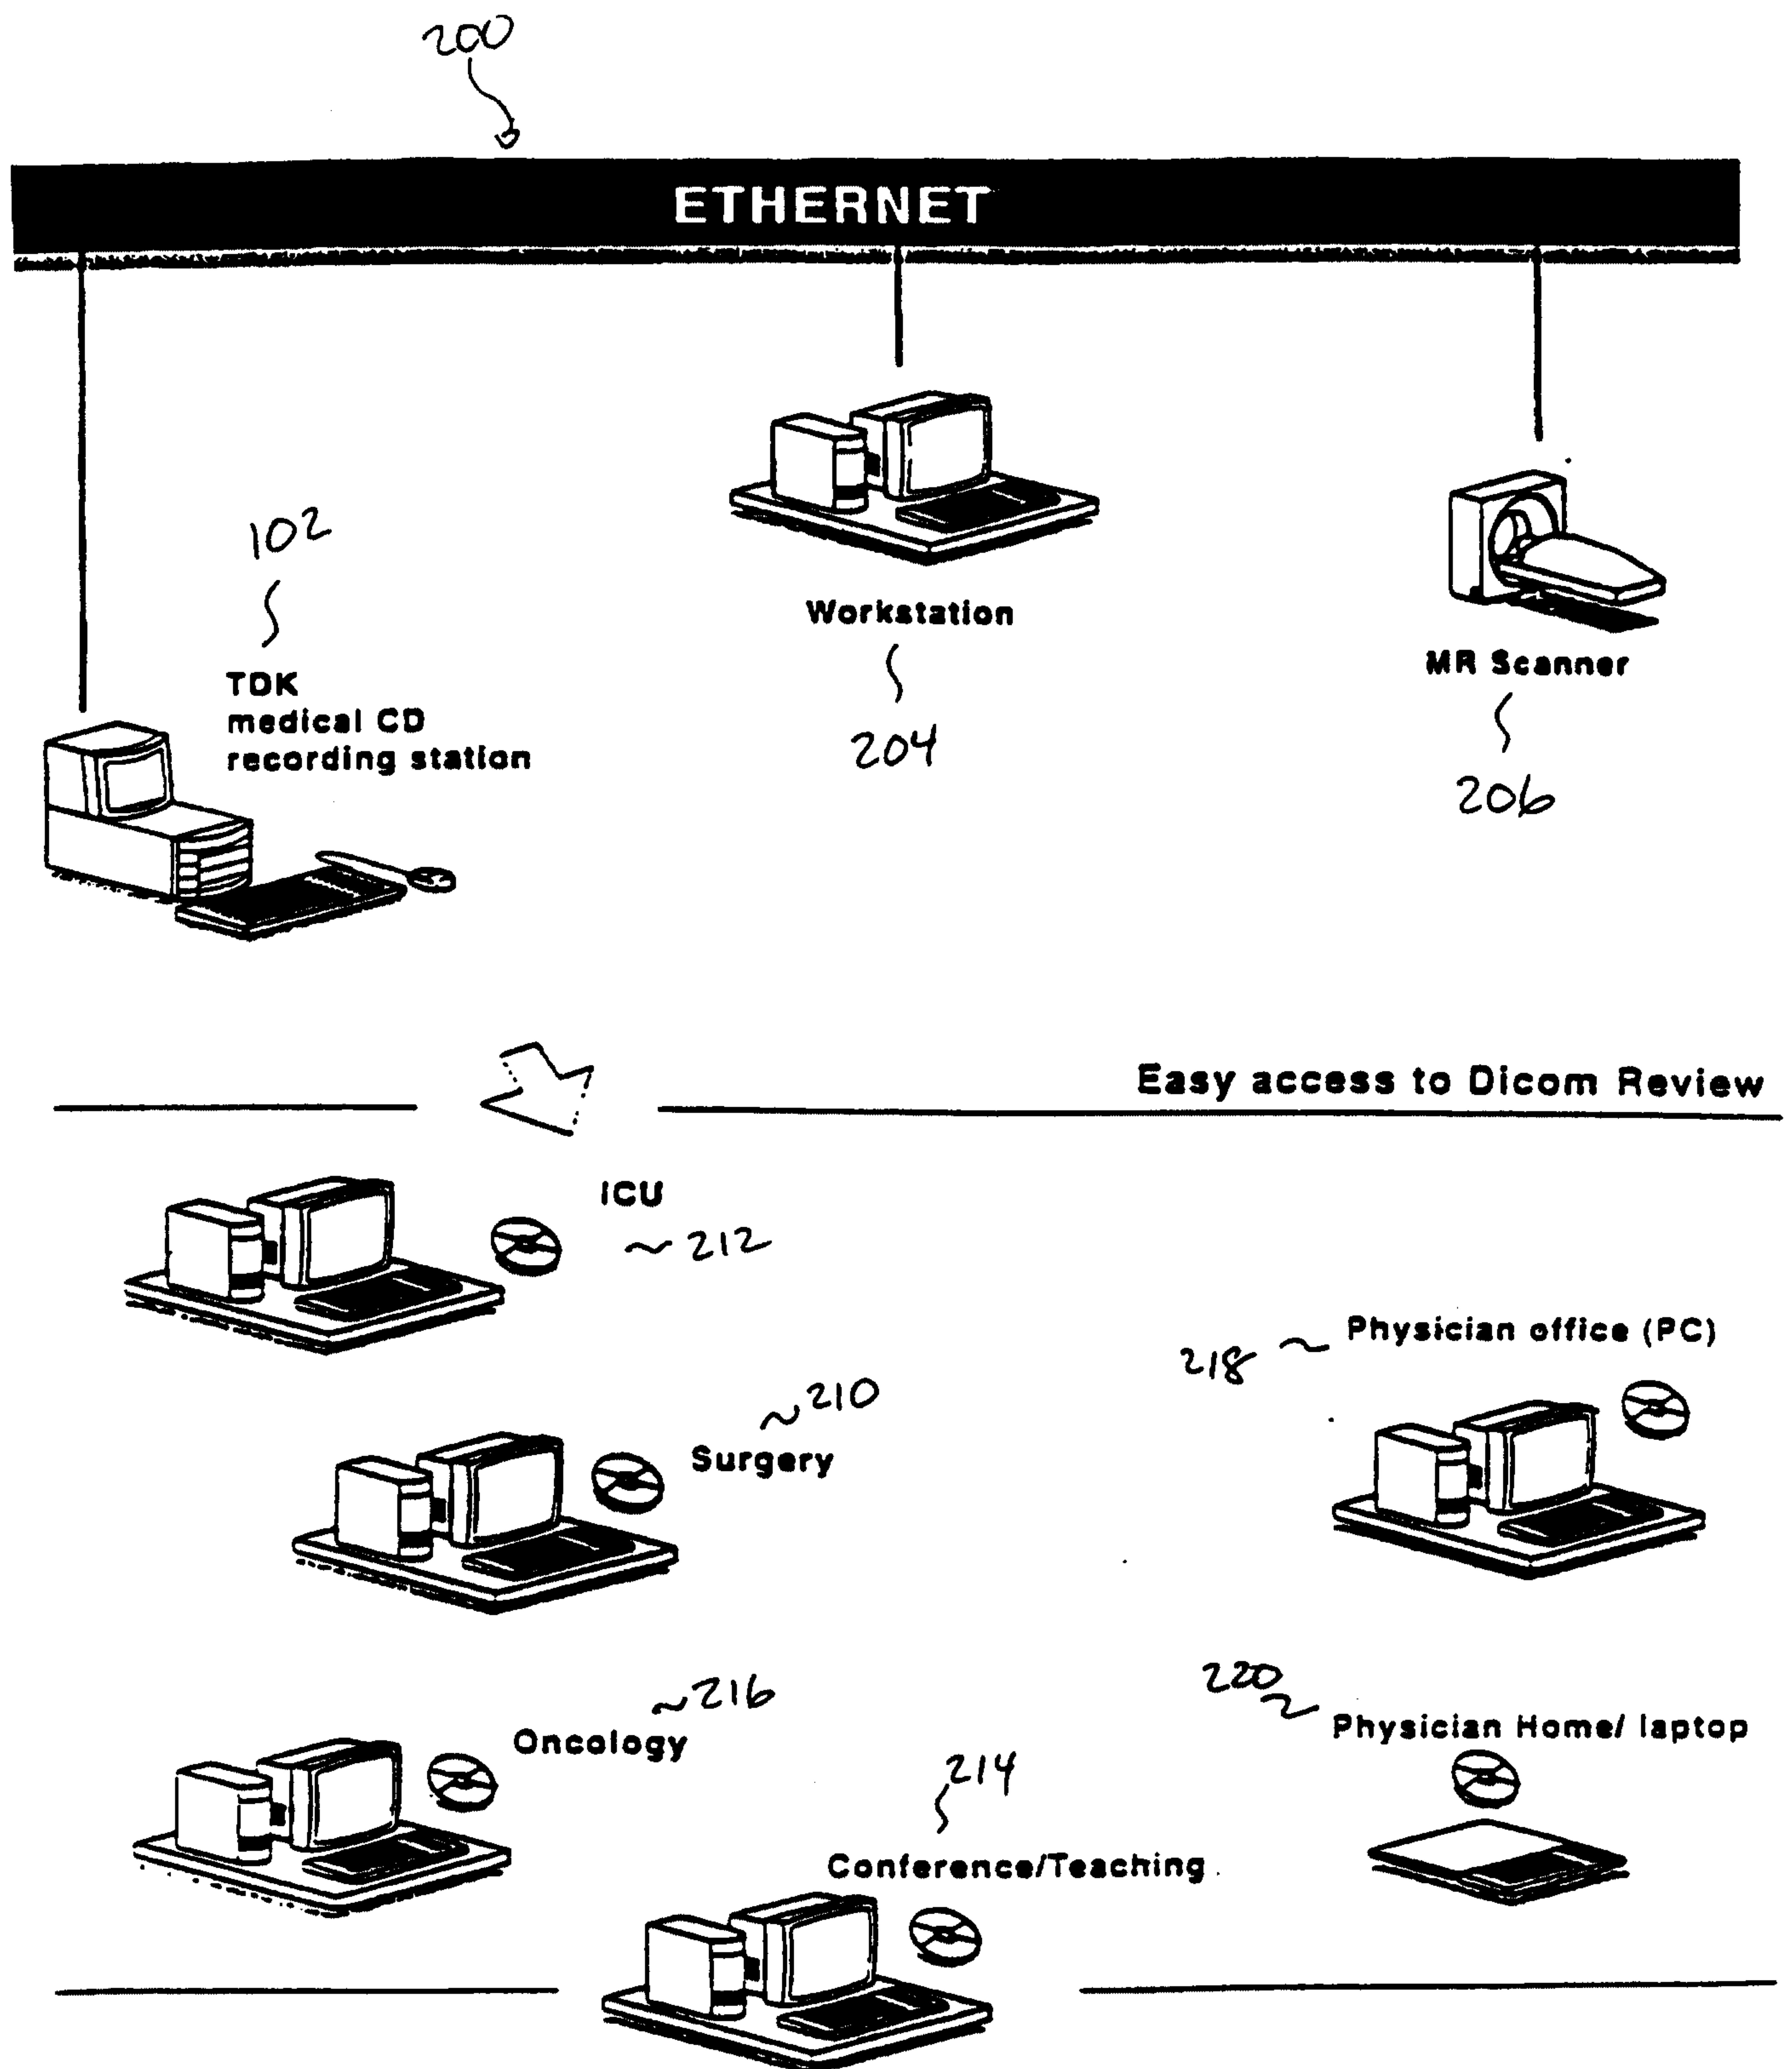 200
ETHERNET
102
TDK
medical CD
recording station
Workstation
204
MR Scanner
206
Easy access to Dicom Review
ICU
212
Physician office (PC)
218
210
Surgery
216
Oncology
220
Physician Home/ laptop
214
Conference/Teaching